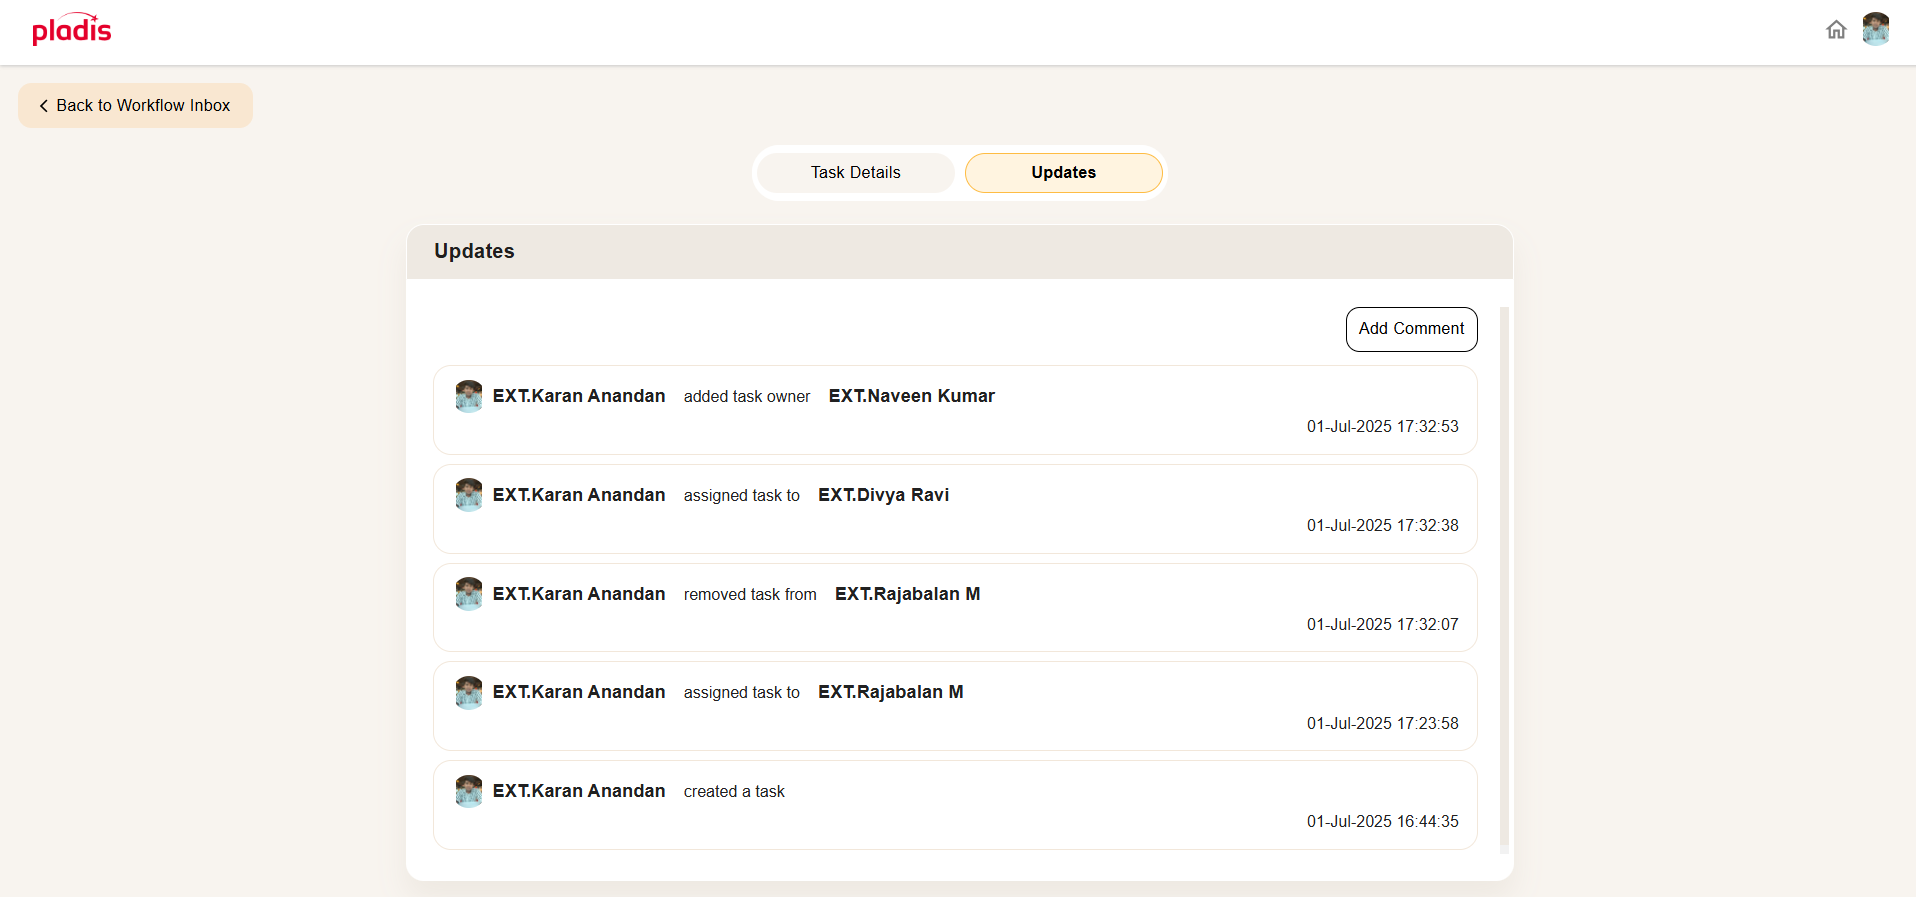 pladis
Back to Workflow Inbox
Task Details
Updates
Updates
Add Comment
EXT.Karan Anandan added task owner EXT.Naveen Kumar
01-Jul-2025 17:32:53
EXT.Karan Anandan assigned task to EXT.Divya Ravi
01-Jul-2025 17:32:38
EXT.Karan Anandan removed task from EXT.Rajabalan M
01-Jul-2025 17:32:07
EXT.Karan Anandan assigned task to EXT.Rajabalan M
01-Jul-2025 17:23:58
EXT.Karan Anandan created a task
01-Jul-2025 16:44:35